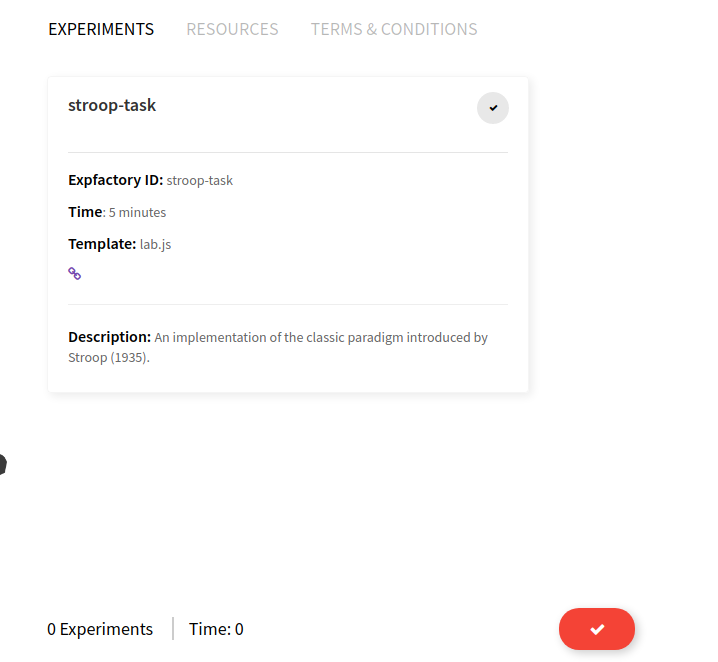 EXPERIMENTS RESOURCES TERMS & CONDITIONS
stroop-task
Expfactory ID: stroop-task
Time: 5 minutes
Template: lab.js
Description: An implementation of the classic paradigm introduced by
Stroop (1935).
0 Experiments Time: 0